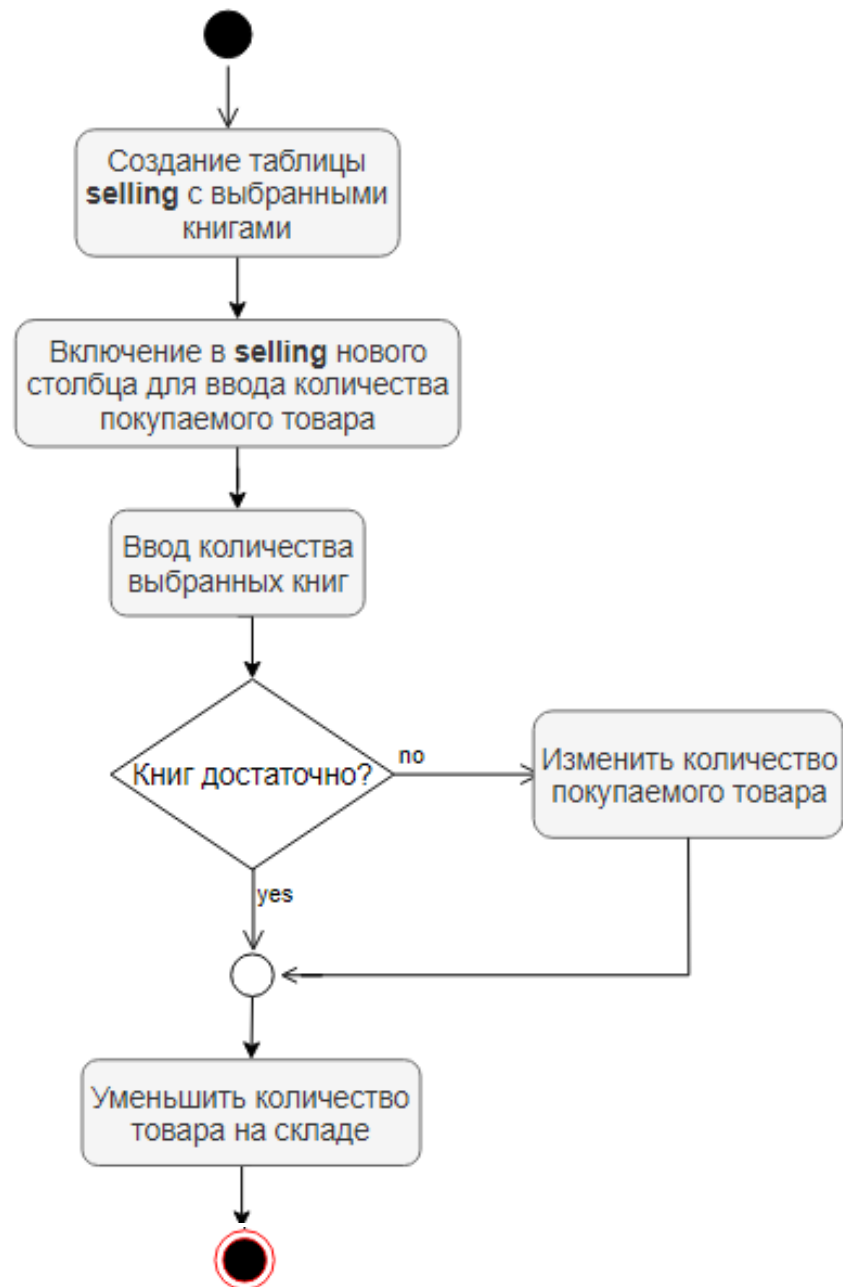 Создание таблицы
selling с выбранными
книгами
Включение в selling нового
столбца для ввода количества
покупаемого товара
Ввод количества
выбранных книг
Книг достаточно?
no
Изменить количество
покупаемого товара
yes
Уменьшить количество
товара на складе